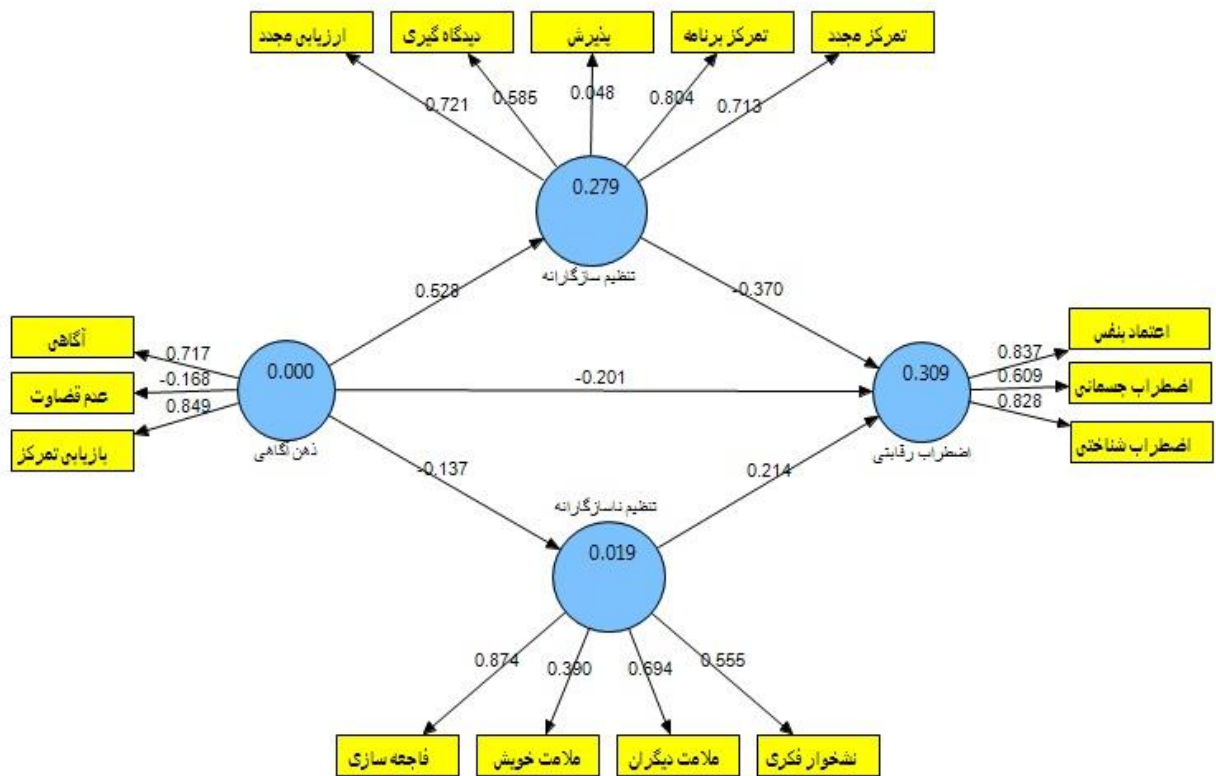 ارزیابی مجدد
دیدگاه گیری
پذیرش
تمرکز برنامه
تمرکز مجدد
0.721
0.585
0.048
0.804
0.713
0.279
تنظیم سازگارانه
0.528
-0.370
آگاهی
عدم قضاوت
بازیابی تمرکز
0.717
-0.168
0.849
0.000
ذهن اگاهی
-0.201
0.309
اضطراب رقابتی
0.837
0.609
0.828
اعتماد بنفس
اضطراب جسمانی
اضطراب شناختی
-0.137
0.214
تنظیم ناسازگارانه
0.019
0.874
0.390
0.694
0.555
فاجعه سازی
ملامت خویش
ملامت دیگران
نشخوار فکری